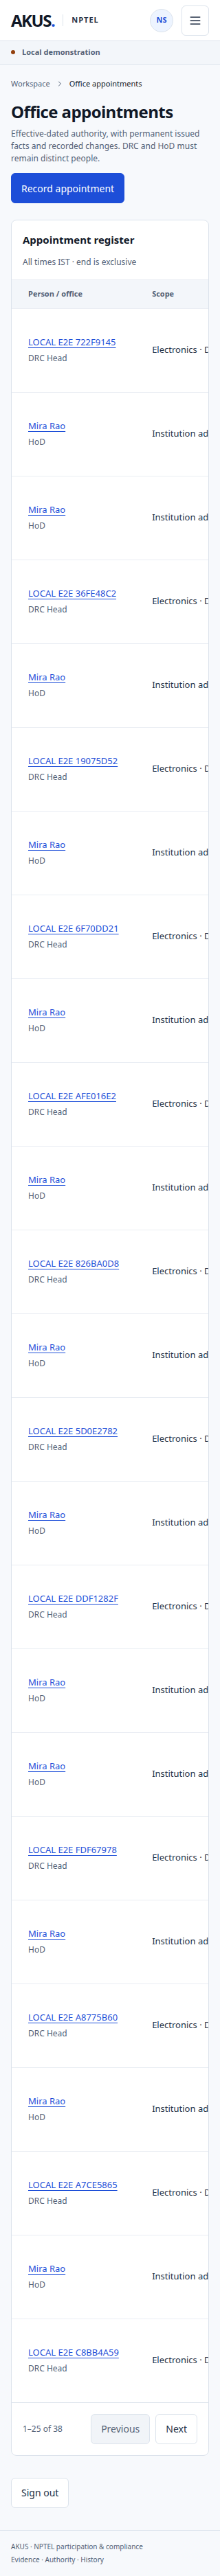 AKUS. NPTEL NS
Local demonstration
Workspace › Office appointments
Office appointments
Effective-dated authority, with permanent issued
facts and recorded changes. DRC and HoD must
remain distinct people.
Record appointment
Appointment register
All times IST · end is exclusive
Person / office Scope
LOCAL E2E 722F9145
DRC Head
Electronics · D
Mira Rao
HoD
Institution ad
Mira Rao
HoD
Institution ad
LOCAL E2E 36FE48C2
DRC Head
Electronics · D
Mira Rao
HoD
Institution ad
LOCAL E2E 19075D52
DRC Head
Electronics · D
Mira Rao
HoD
Institution ad
LOCAL E2E 6F70DD21
DRC Head
Electronics · D
Mira Rao
HoD
Institution ad
LOCAL E2E AFE016E2
DRC Head
Electronics · D
Mira Rao
HoD
Institution ad
LOCAL E2E 826BA0D8
DRC Head
Electronics · D
Mira Rao
HoD
Institution ad
LOCAL E2E 5D0E2782
DRC Head
Electronics · D
Mira Rao
HoD
Institution ad
LOCAL E2E DDF1282F
DRC Head
Electronics · D
Mira Rao
HoD
Institution ad
Mira Rao
HoD
Institution ad
LOCAL E2E FDF67978
DRC Head
Electronics · D
Mira Rao
HoD
Institution ad
LOCAL E2E A8775B60
DRC Head
Electronics · D
Mira Rao
HoD
Institution ad
LOCAL E2E A7CE5865
DRC Head
Electronics · D
Mira Rao
HoD
Institution ad
LOCAL E2E C8BB4A59
DRC Head
Electronics · D
1–25 of 38 Previous Next
Sign out
AKUS · NPTEL participation & compliance
Evidence · Authority · History